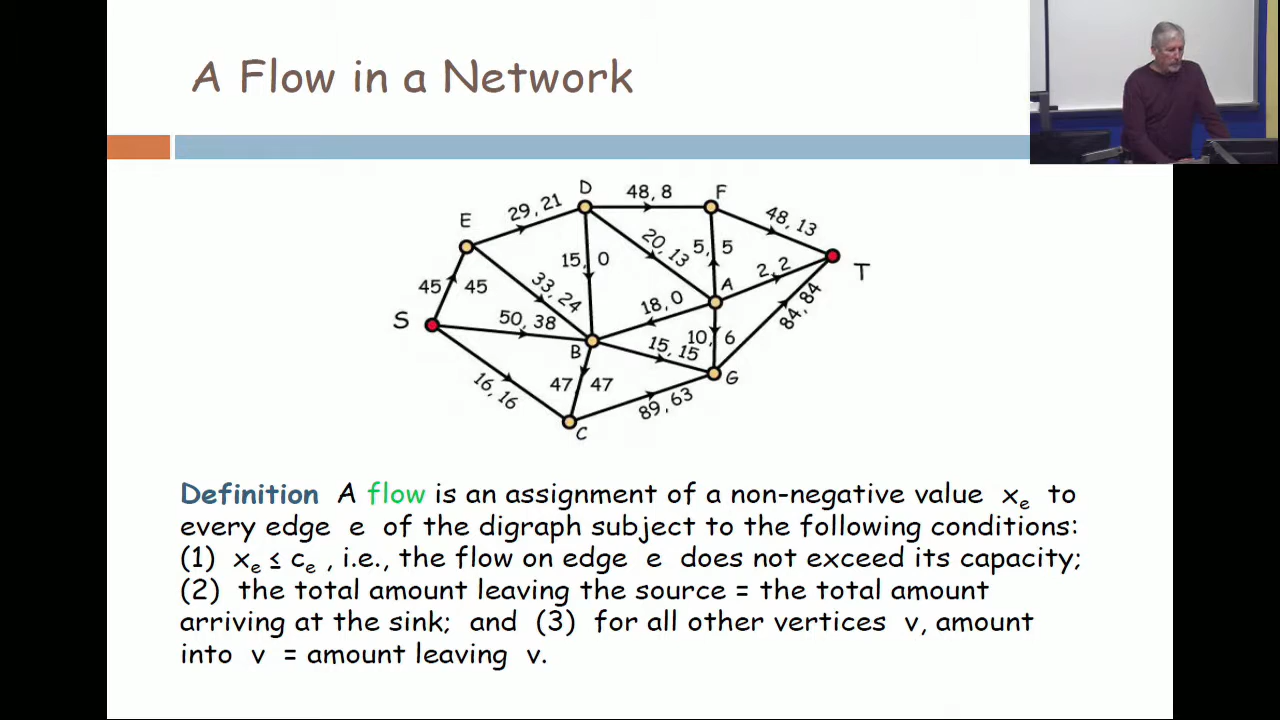 A Flow in a Network
D
48, 8
F
29, 21
E
48, 13
20, 13
5, 5
15, 0
T
2, 2
A
33, 24
45 45
18, 0
84, 84
S
50, 38
10, 6
15, 15
B
G
16, 16
47, 47
89, 63
C
Definition A flow is an assignment of a non-negative value xₑ to
every edge e of the digraph subject to the following conditions:
(1) xₑ ≤ cₑ , i.e., the flow on edge e does not exceed its capacity;
(2) the total amount leaving the source = the total amount
arriving at the sink; and (3) for all other vertices v, amount
into v = amount leaving v.